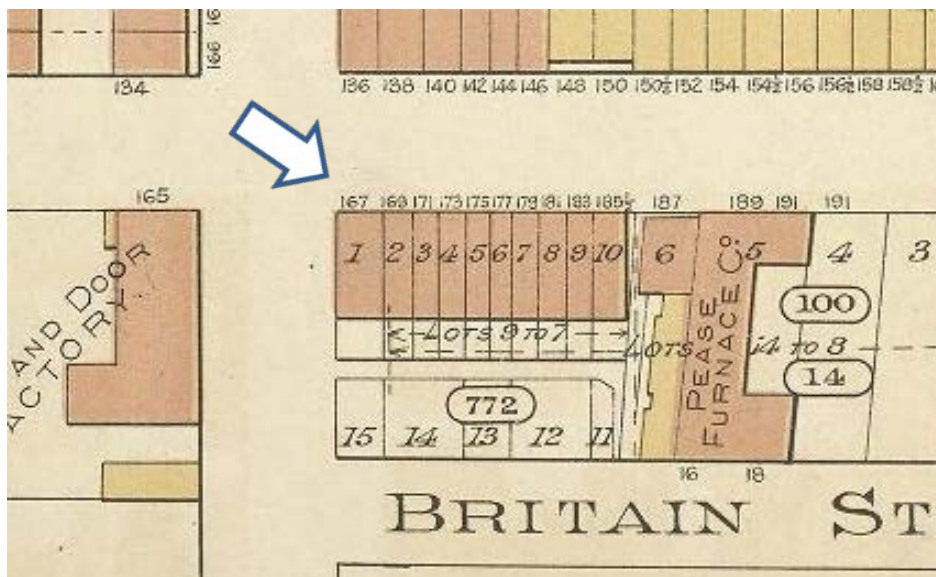 166
134
136 138 140 142 144 146 148 150 150½ 152 154 154½ 156 156½ 158 158½
165
167 169 171 173 175 177 179 181 183 185½ 187 189 191 191
1 2 3 4 5 6 7 8 9 10 6 5 4 3
AND DOOR
ACTORY
LOTS 9 TO 7
LOTS 14 TO 8
PEASE
FURNACE Co.
100
14
772
15 14 13 12 11
16 18
BRITAIN ST